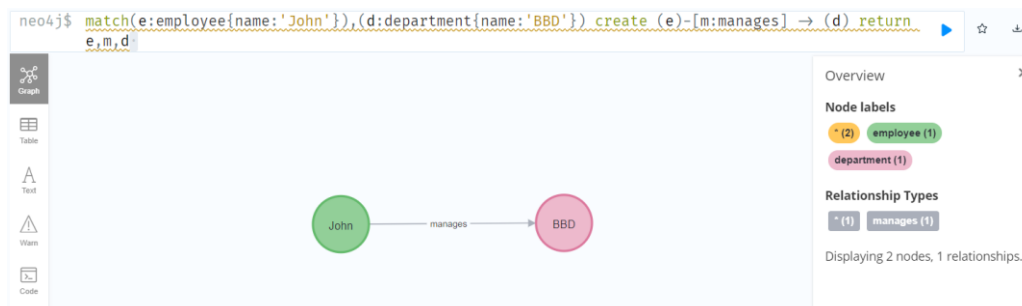 neo4j$ match(e:employee{name:'John'}),(d:department{name:'BBD'}) create (e)-[m:manages] → (d) return
e,m,d
Graph
Table
Text
Warn
Code
John
manages
BBD
Overview
Node labels
* (2) employee (1)
department (1)
Relationship Types
* (1) manages (1)
Displaying 2 nodes, 1 relationships.